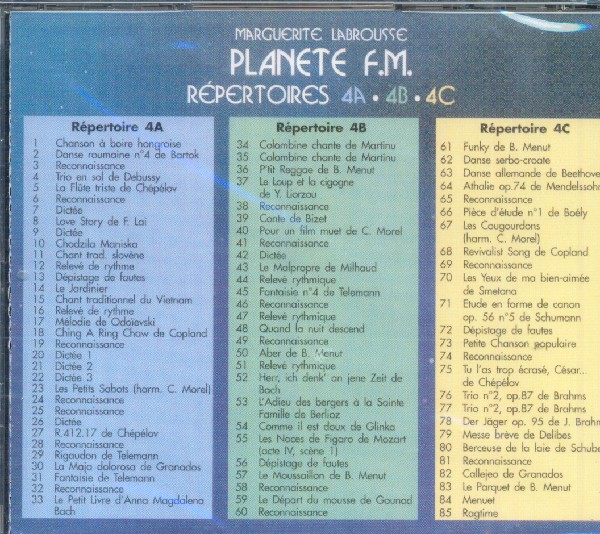 MARGUERITE LABROUSSE
PLANETE F.M.
RÉPERTOIRES 4A • 4B • 4C
Répertoire 4A
1 Chanson à boire hongroise
2 Danse roumaine n°4 de Bartok
3 Reconnaissance
4 Trio en sol de Debussy
5 La Flûte triste de Chépélov
6 Reconnaissance
7 Dictée
8 Love Story de F. Lai
9 Dictée
10 Chodzila Maniska
11 Chant trad. slovène
12 Relevé de rythme
13 Dépistage de fautes
14 Le Jardinier
15 Chant traditionnel du Vietnam
16 Relevé de rythme
17 Mélodie de Odoïevski
18 Ching A Ring Chaw de Copland
19 Reconnaissance
20 Dictée 1
21 Dictée 2
22 Dictée 3
23 Les Petits Sabots (harm. C. Morel)
24 Reconnaissance
25 Reconnaissance
26 Dictée
27 R.412.17 de Chépélov
28 Reconnaissance
29 Rigaudon de Telemann
30 La Maja dolorosa de Granados
31 Fantaisie de Telemann
32 Reconnaissance
33 Le Petit Livre d'Anna Magdalena
Bach
Répertoire 4B
34 Colombine chante de Martinu
35 Colombine chante de Martinu
36 P'tit Reggae de B. Menut
37 Le Loup et la cigogne
de Y. Liorzou
38 Reconnaissance
39 Conte de Bizet
40 Pour un film muet de C. Morel
41 Reconnaissance
42 Dictée
43 Le Malpropre de Milhaud
44 Relevé rythmique
45 Fantaisie n°4 de Telemann
46 Reconnaissance
47 Relevé rythmique
48 Quand la nuit descend
49 Reconnaissance
50 Aber de B. Menut
51 Relevé rythmique
52 Herr, ich denk' an jene Zeit de
Bach
53 L'Adieu des bergers à la Sainte
Famille de Berlioz
54 Comme il est doux de Glinka
55 Les Noces de Figaro de Mozart
(acte IV, scène 1)
56 Dépistage de fautes
57 Le Moussaillon de B. Menut
58 Reconnaissance
59 Le Départ du mousse de Gounod
60 Reconnaissance
Répertoire 4C
61 Funky de B. Menut
62 Danse serbo-croate
63 Danse allemande de Beethove
64 Athalie op.74 de Mendelssoh
65 Reconnaissance
66 Pièce d'étude n°1 de Boëly
67 Les Cougourdons
(harm. C. Morel)
68 Revivalist Song de Copland
69 Reconnaissance
70 Les Yeux de ma bien-aimée
de Smetana
71 Etude en forme de canon
op. 56 n°5 de Schumann
72 Dépistage de fautes
73 Petite Chanson populaire
74 Reconnaissance
75 Tu l'as trop écrasé, César...
de Chépélov
76 Trio n°2, op.87 de Brahms
77 Trio n°2, op.87 de Brahms
78 Der Jäger op. 95 de J. Brahm
79 Messe brève de Delibes
80 Berceuse de la laie de Schube
81 Reconnaissance
82 Callejeo de Granados
83 Le Parquet de B. Menut
84 Menuet
85 Ragtime